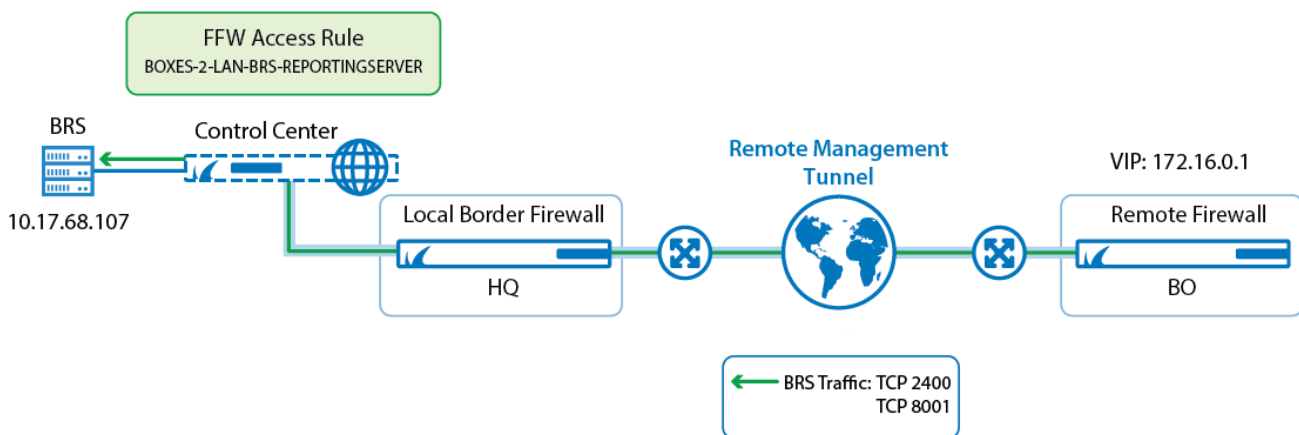 FFW Access Rule
BOXES-2-LAN-BRS-REPORTINGSERVER
BRS
10.17.68.107
Control Center
Local Border Firewall
HQ
Remote Management
Tunnel
VIP: 172.16.0.1
Remote Firewall
BO
BRS Traffic: TCP 2400
TCP 8001